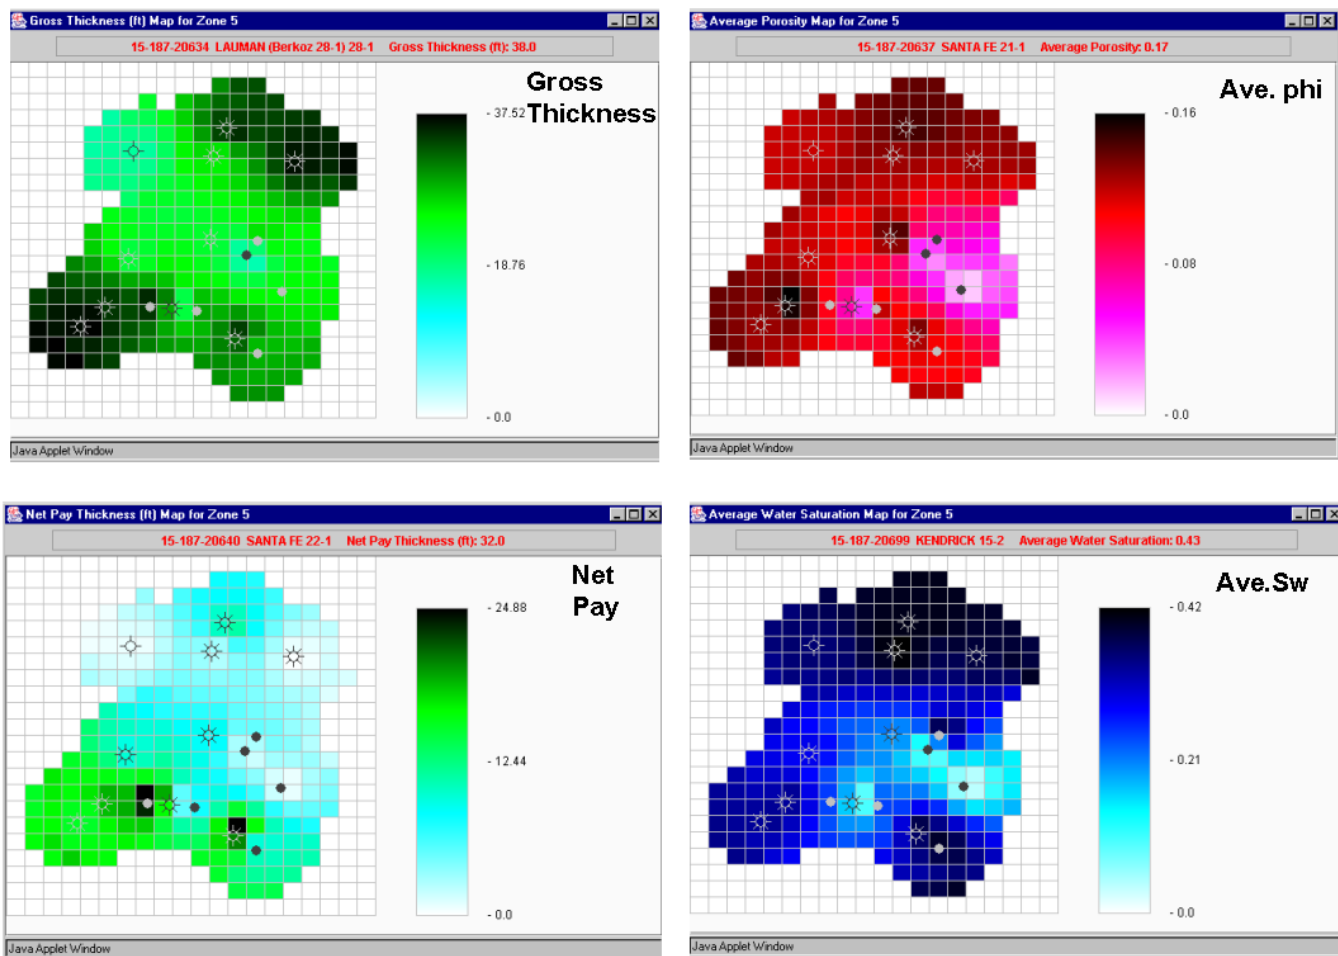 Gross Thickness (ft) Map for Zone 5
15-187-20634 LAUMAN (Berkoz 28-1) 28-1 Gross Thickness (ft): 38.0
Gross
Thickness
- 37.52
- 18.76
- 0.0
Java Applet Window
Average Porosity Map for Zone 5
15-187-20637 SANTA FE 21-1 Average Porosity: 0.17
Ave. phi
- 0.16
- 0.08
- 0.0
Java Applet Window
Net Pay Thickness (ft) Map for Zone 5
15-187-20640 SANTA FE 22-1 Net Pay Thickness (ft): 32.0
Net
Pay
- 24.88
- 12.44
- 0.0
Java Applet Window
Average Water Saturation Map for Zone 5
15-187-20699 KENDRICK 15-2 Average Water Saturation: 0.43
Ave.Sw
- 0.42
- 0.21
- 0.0
Java Applet Window